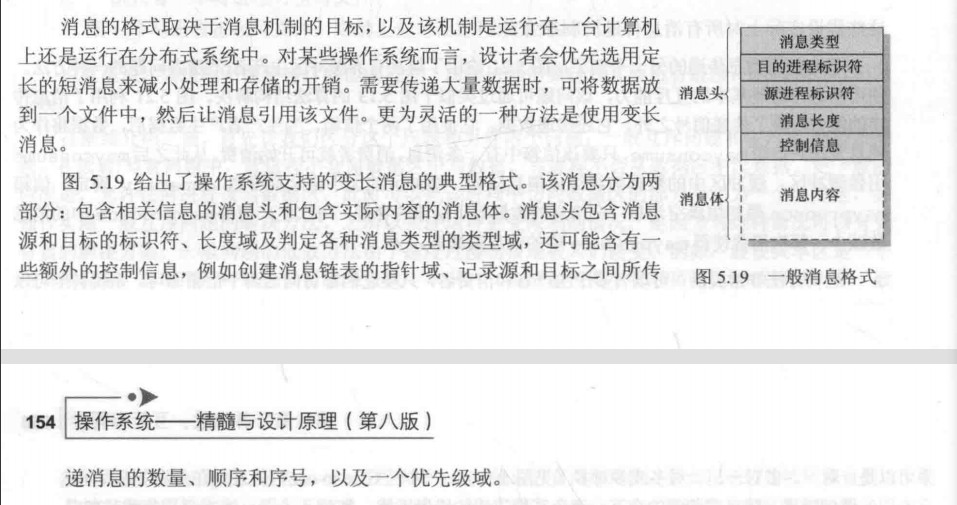 消息的格式取决于消息机制的目标，以及该机制是运行在一台计算机
上还是运行在分布式系统中。对某些操作系统而言，设计者会优先选用定
长的短消息来减小处理和存储的开销。需要传递大量数据时，可将数据放
到一个文件中，然后让消息引用该文件。更为灵活的一种方法是使用变长
消息。
图 5.19 给出了操作系统支持的变长消息的典型格式。该消息分为两
部分：包含相关信息的消息头和包含实际内容的消息体。消息头包含消息
源和目标的标识符、长度域及判定各种消息类型的类型域，还可能含有一
些额外的控制信息，例如创建消息链表的指针域、记录源和目标之间所传
消息头
消息类型
目的进程标识符
源进程标识符
消息长度
控制信息
消息体
消息内容
图 5.19 一般消息格式
154 操作系统——精髓与设计原理（第八版）
递消息的数量、顺序和序号，以及一个优先级域。